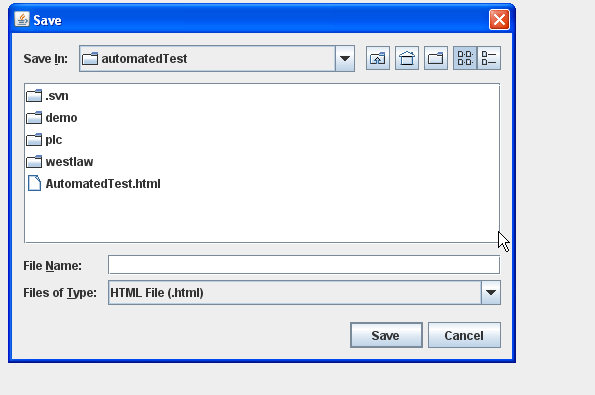 Save
Save In: automatedTest
.svn
demo
plc
westlaw
AutomatedTest.html
File Name:
Files of Type: HTML File (.html)
Save Cancel